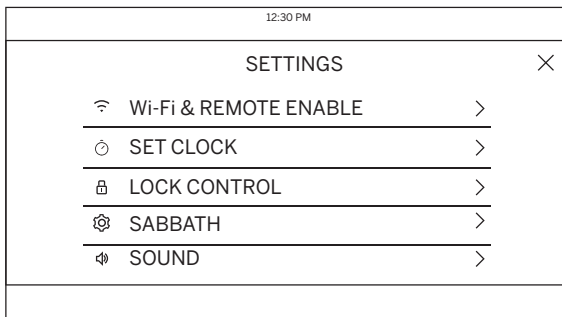 12:30 PM
SETTINGS
Wi-Fi & REMOTE ENABLE
SET CLOCK
LOCK CONTROL
SABBATH
SOUND